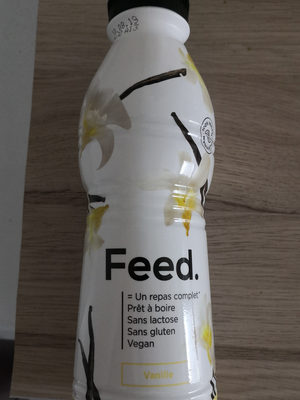 Feed.
= Un repas complet*
Prêt à boire
Sans lactose
Sans gluten
Vegan
Vanille